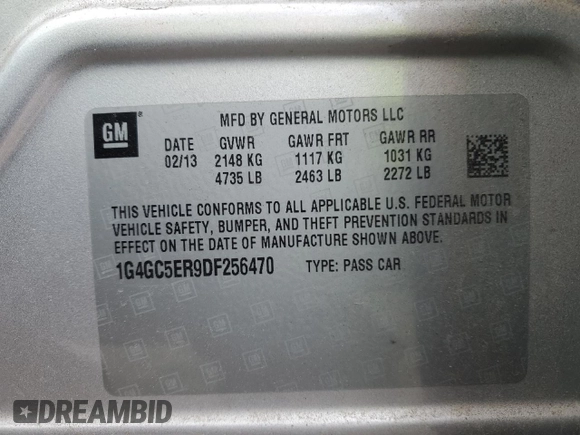 GM
®
MFD BY GENERAL MOTORS LLC
DATE GVWR GAWR FRT GAWR RR
02/13 2148 KG 1117 KG 1031 KG
4735 LB 2463 LB 2272 LB
THIS VEHICLE CONFORMS TO ALL APPLICABLE U.S. FEDERAL MOTOR
VEHICLE SAFETY, BUMPER, AND THEFT PREVENTION STANDARDS IN
EFFECT ON THE DATE OF MANUFACTURE SHOWN ABOVE.
1G4GC5ER9DF256470 TYPE: PASS CAR
DREAMBID